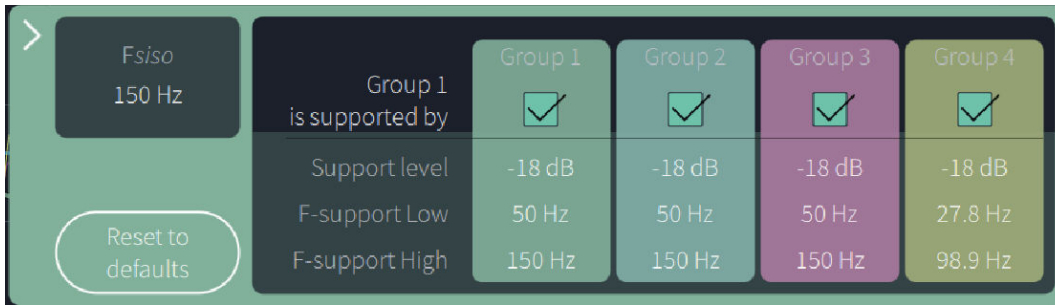 Fsiso
150 Hz
Reset to
defaults
Group 1
is supported by
Group 1 Group 2 Group 3 Group 4
Support level -18 dB -18 dB -18 dB -18 dB
F-support Low 50 Hz 50 Hz 50 Hz 27.8 Hz
F-support High 150 Hz 150 Hz 150 Hz 98.9 Hz